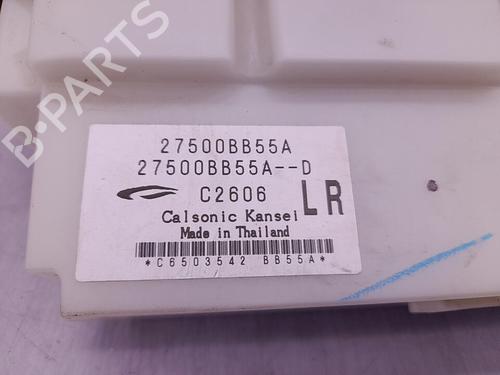 B-PARTS
27500BB55A
27500BB55A--D
C2606 LR
Calsonic Kansei
Made in Thailand
*C6503542 BB55A*